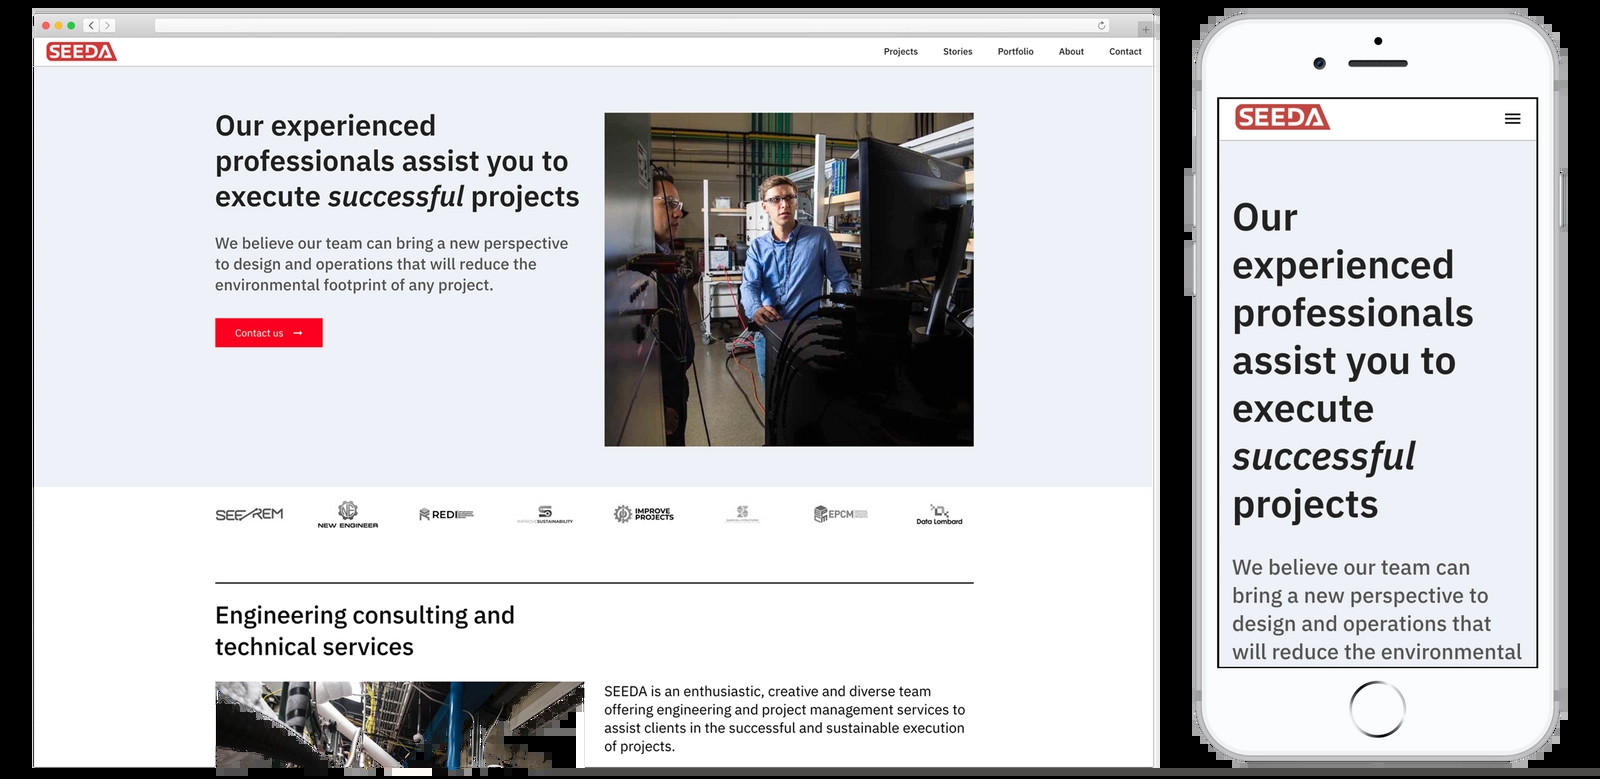 SEEDA
Projects Stories Portfolio About Contact
Our experienced
professionals assist you to
execute successful projects
We believe our team can bring a new perspective
to design and operations that will reduce the
environmental footprint of any project.
Contact us →
NEW ENGINEER
REDI
SUSTAINABILITY
IMPROVE
PROJECTS
EPCM
Data Lombard
Engineering consulting and
technical services
SEEDA is an enthusiastic, creative and diverse team
offering engineering and project management services to
assist clients in the successful and sustainable execution
of projects.
SEEDA
Our
experienced
professionals
assist you to
execute
successful
projects
We believe our team can
bring a new perspective to
design and operations that
will reduce the environmental